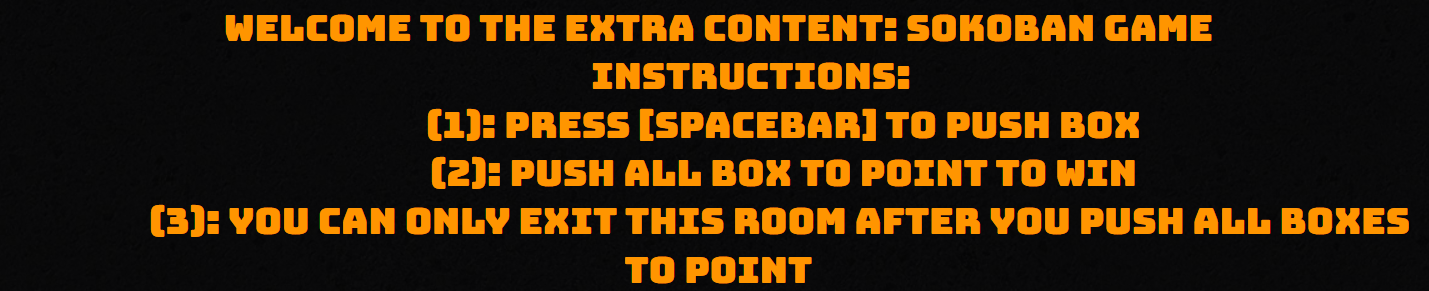 WELCOME TO THE EXTRA CONTENT: SOKOBAN GAME
INSTRUCTIONS:
(1): PRESS [SPACEBAR] TO PUSH BOX
(2): PUSH ALL BOX TO POINT TO WIN
(3): YOU CAN ONLY EXIT THIS ROOM AFTER YOU PUSH ALL BOXES
TO POINT